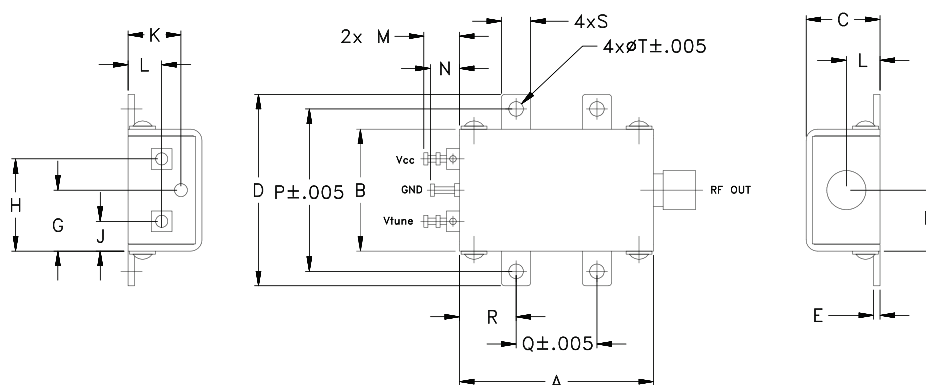 K
L
H
G
J
2x M
N
4xS
4xøT±.005
D
P±.005
B
Vcc
GND
Vtune
RF OUT
R
Q±.005
A
C
L
E